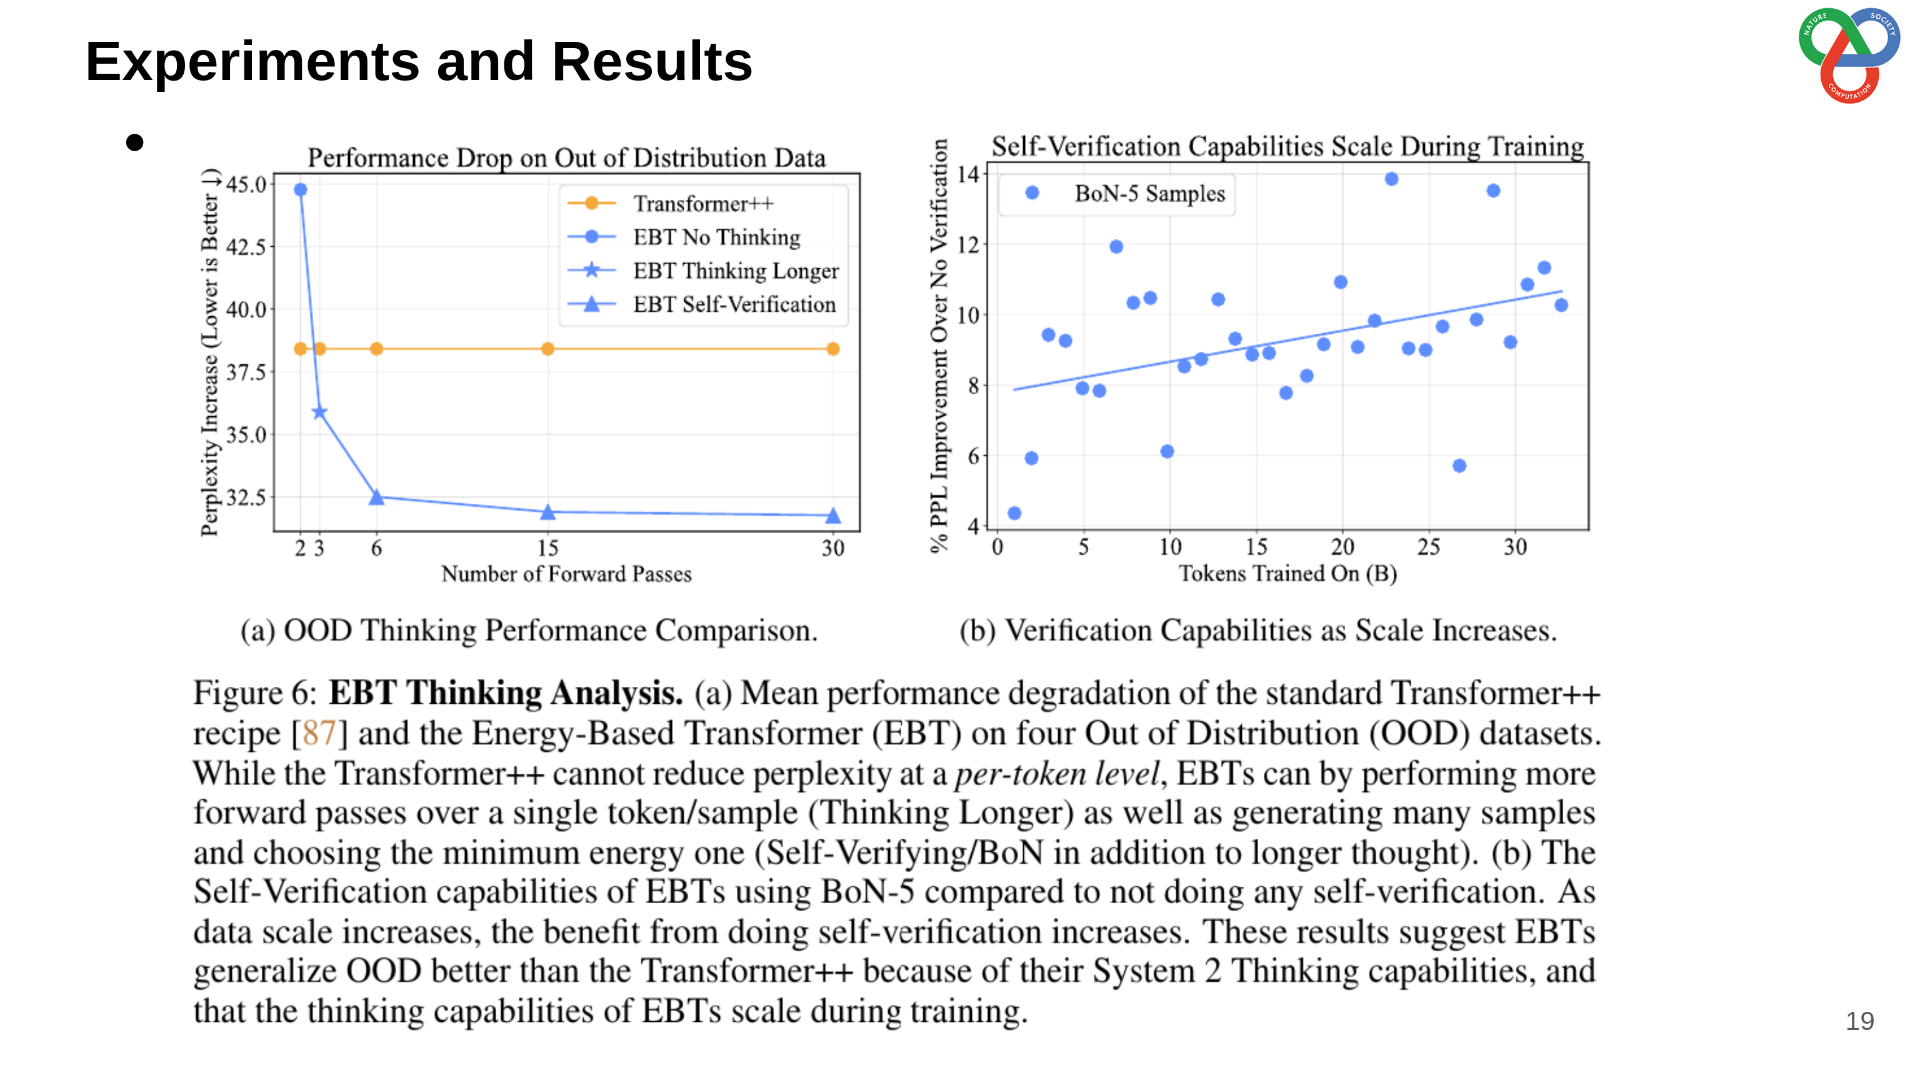 Experiments and Results
NATURE
SOCIETY
COMPUTATION
•
Performance Drop on Out of Distribution Data
Perplexity Increase (Lower is Better ↓)
45.0
42.5
40.0
37.5
35.0
32.5
Transformer++
EBT No Thinking
EBT Thinking Longer
EBT Self-Verification
2 3 6 15 30
Number of Forward Passes
(a) OOD Thinking Performance Comparison.
Self-Verification Capabilities Scale During Training
% PPL Improvement Over No Verification
14
12
10
8
6
4
BoN-5 Samples
0 5 10 15 20 25 30
Tokens Trained On (B)
(b) Verification Capabilities as Scale Increases.
Figure 6: EBT Thinking Analysis. (a) Mean performance degradation of the standard Transformer++
recipe [87] and the Energy-Based Transformer (EBT) on four Out of Distribution (OOD) datasets.
While the Transformer++ cannot reduce perplexity at a per-token level, EBTs can by performing more
forward passes over a single token/sample (Thinking Longer) as well as generating many samples
and choosing the minimum energy one (Self-Verifying/BoN in addition to longer thought). (b) The
Self-Verification capabilities of EBTs using BoN-5 compared to not doing any self-verification. As
data scale increases, the benefit from doing self-verification increases. These results suggest EBTs
generalize OOD better than the Transformer++ because of their System 2 Thinking capabilities, and
that the thinking capabilities of EBTs scale during training.
19